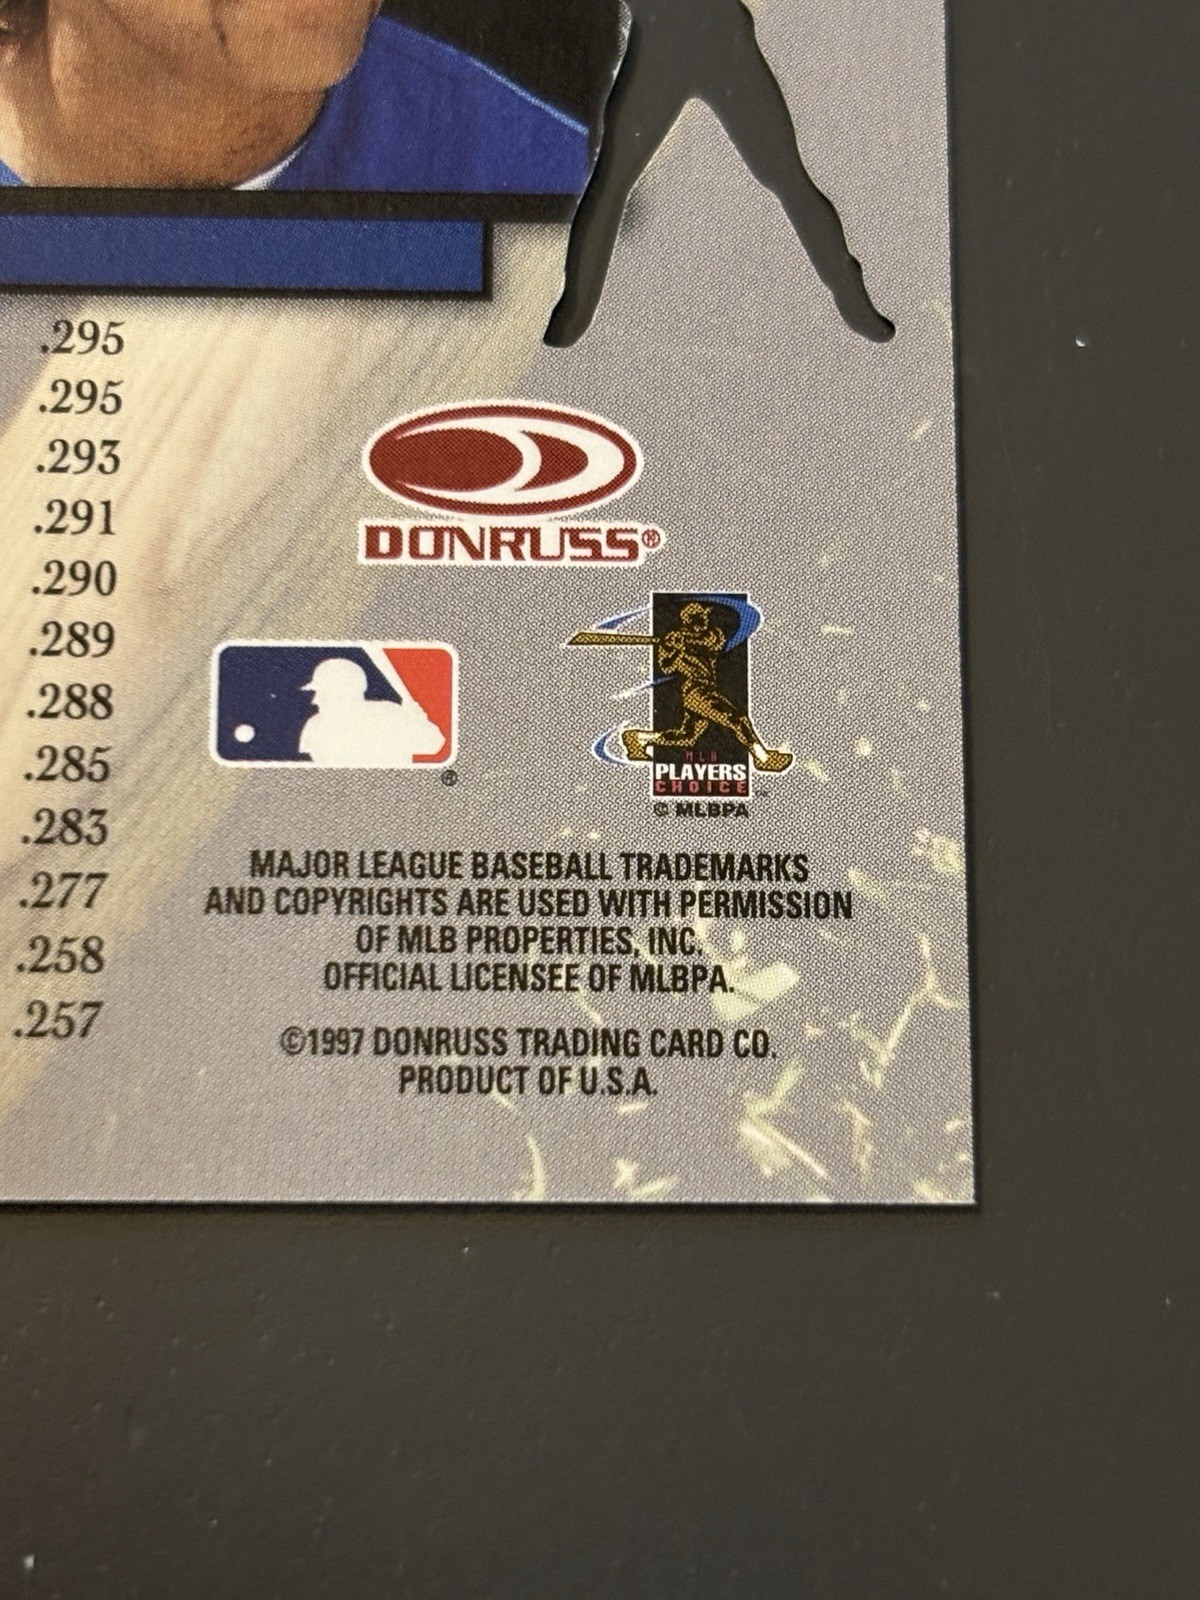 .295
.295
.293
.291
.290
.289
.288
.285
.283
.277
.258
.257
DONRUSS®
®
MLB
PLAYERS
CHOICE™
© MLBPA
MAJOR LEAGUE BASEBALL TRADEMARKS
AND COPYRIGHTS ARE USED WITH PERMISSION
OF MLB PROPERTIES, INC.
OFFICIAL LICENSEE OF MLBPA.
©1997 DONRUSS TRADING CARD CO.
PRODUCT OF U.S.A.